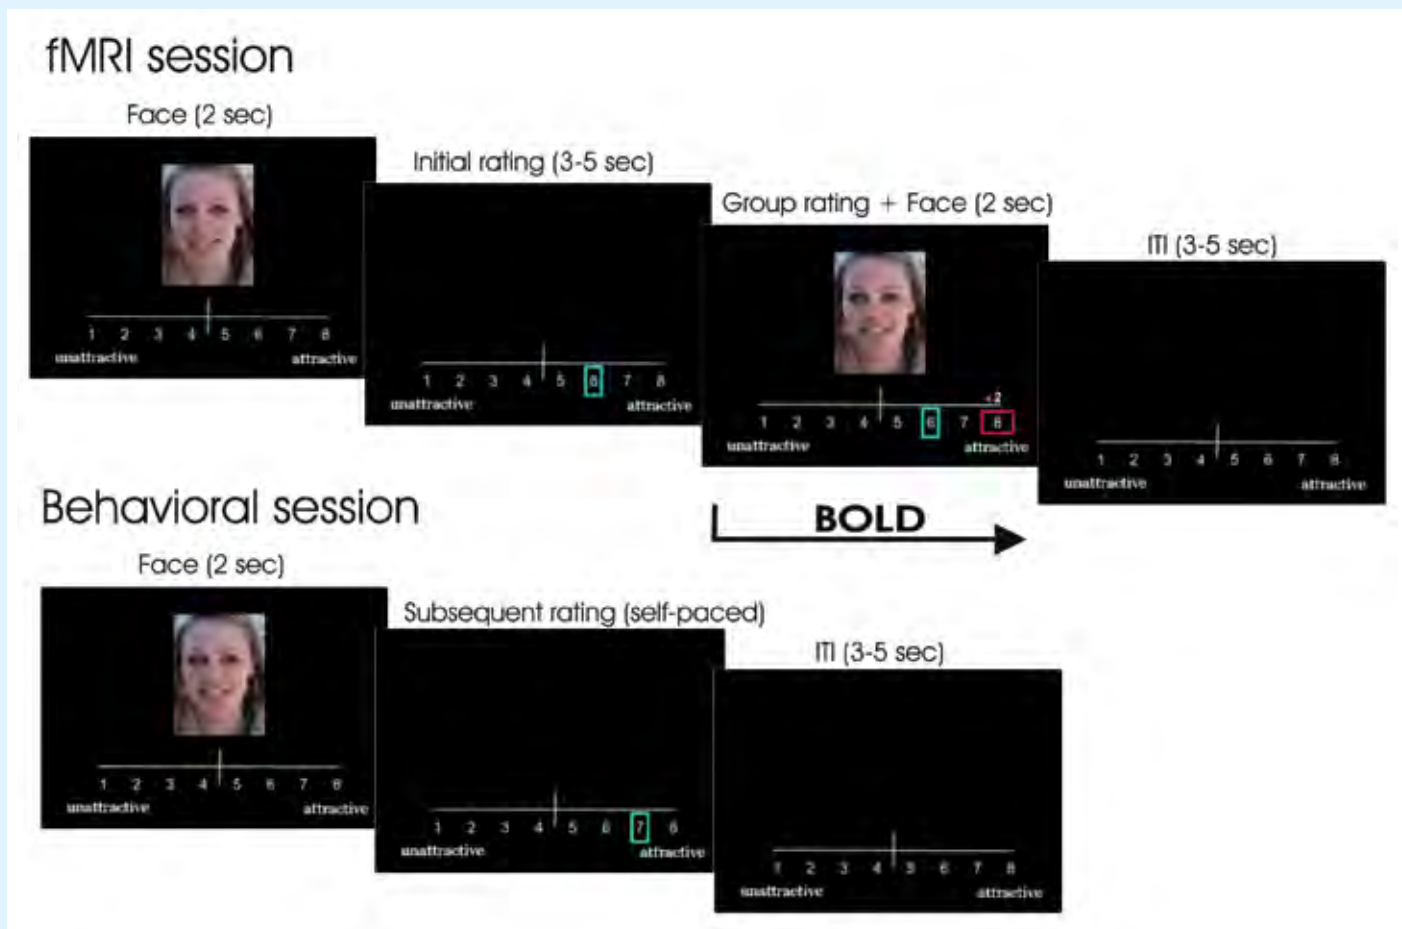 fMRI session
Face (2 sec)
1 2 3 4 5 6 7 8
unattractive attractive
Initial rating (3-5 sec)
1 2 3 4 5 6 7 8
unattractive attractive
Group rating + Face (2 sec)
+2
1 2 3 4 5 6 7 8
unattractive attractive
ITI (3-5 sec)
1 2 3 4 5 6 7 8
unattractive attractive
BOLD
Behavioral session
Face (2 sec)
1 2 3 4 5 6 7 8
unattractive attractive
Subsequent rating (self-paced)
1 2 3 4 5 6 7 8
unattractive attractive
ITI (3-5 sec)
1 2 3 4 5 6 7 8
unattractive attractive